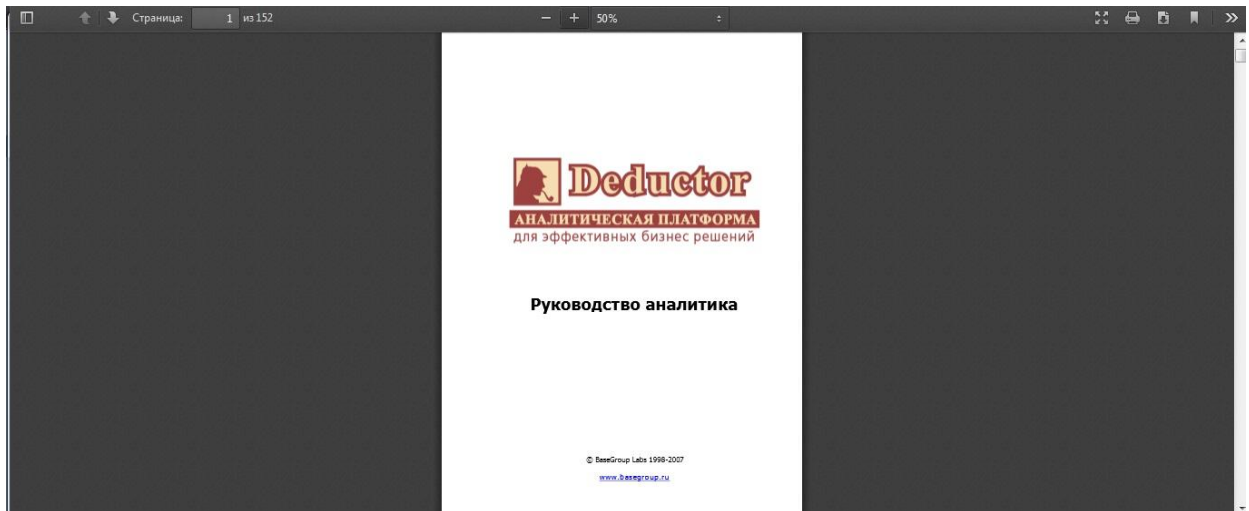 Страница: 1 из 152 50%
Deductor
АНАЛИТИЧЕСКАЯ ПЛАТФОРМА
для эффективных бизнес решений
Руководство аналитика
© BaseGroup Labs 1998-2007
www.basegroup.ru